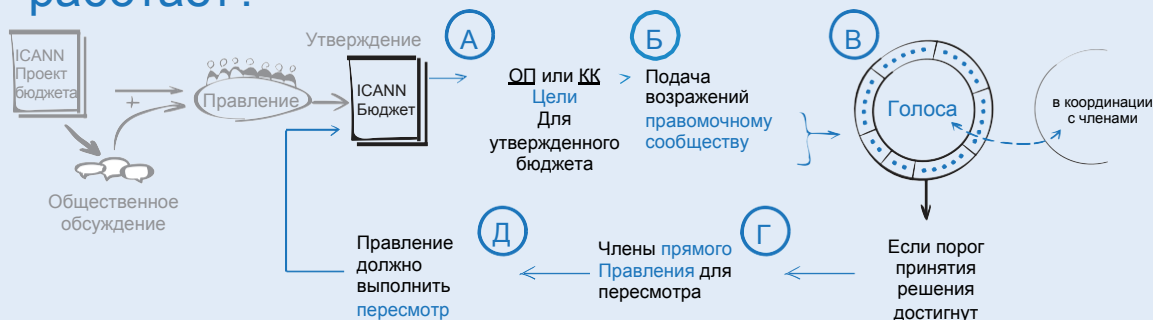 работает?
ICANN
Проект
бюджета
+
Общественное
обсуждение
Правление
Утверждение
ICANN
Бюджет
А
ОП или КК
Цели
Для
утвержденного
бюджета
Б
Подача
возражений
правомочному
сообществу
В
Голоса
в координации
с членами
Если порог
принятия
решения
достигнут
Г
Члены прямого
Правления для
пересмотра
Д
Правление
должно
выполнить
пересмотр